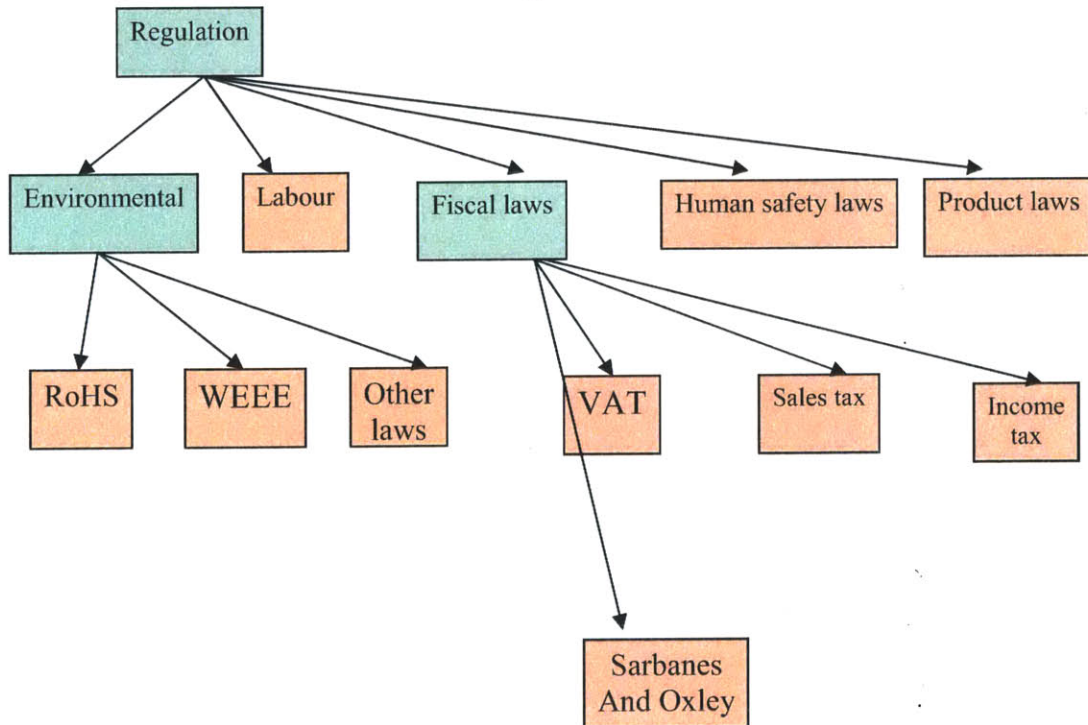 Regulation
Environmental
Labour
Fiscal laws
Human safety laws
Product laws
RoHS
WEEE
Other
laws
VAT
Sales tax
Income
tax
Sarbanes
And Oxley